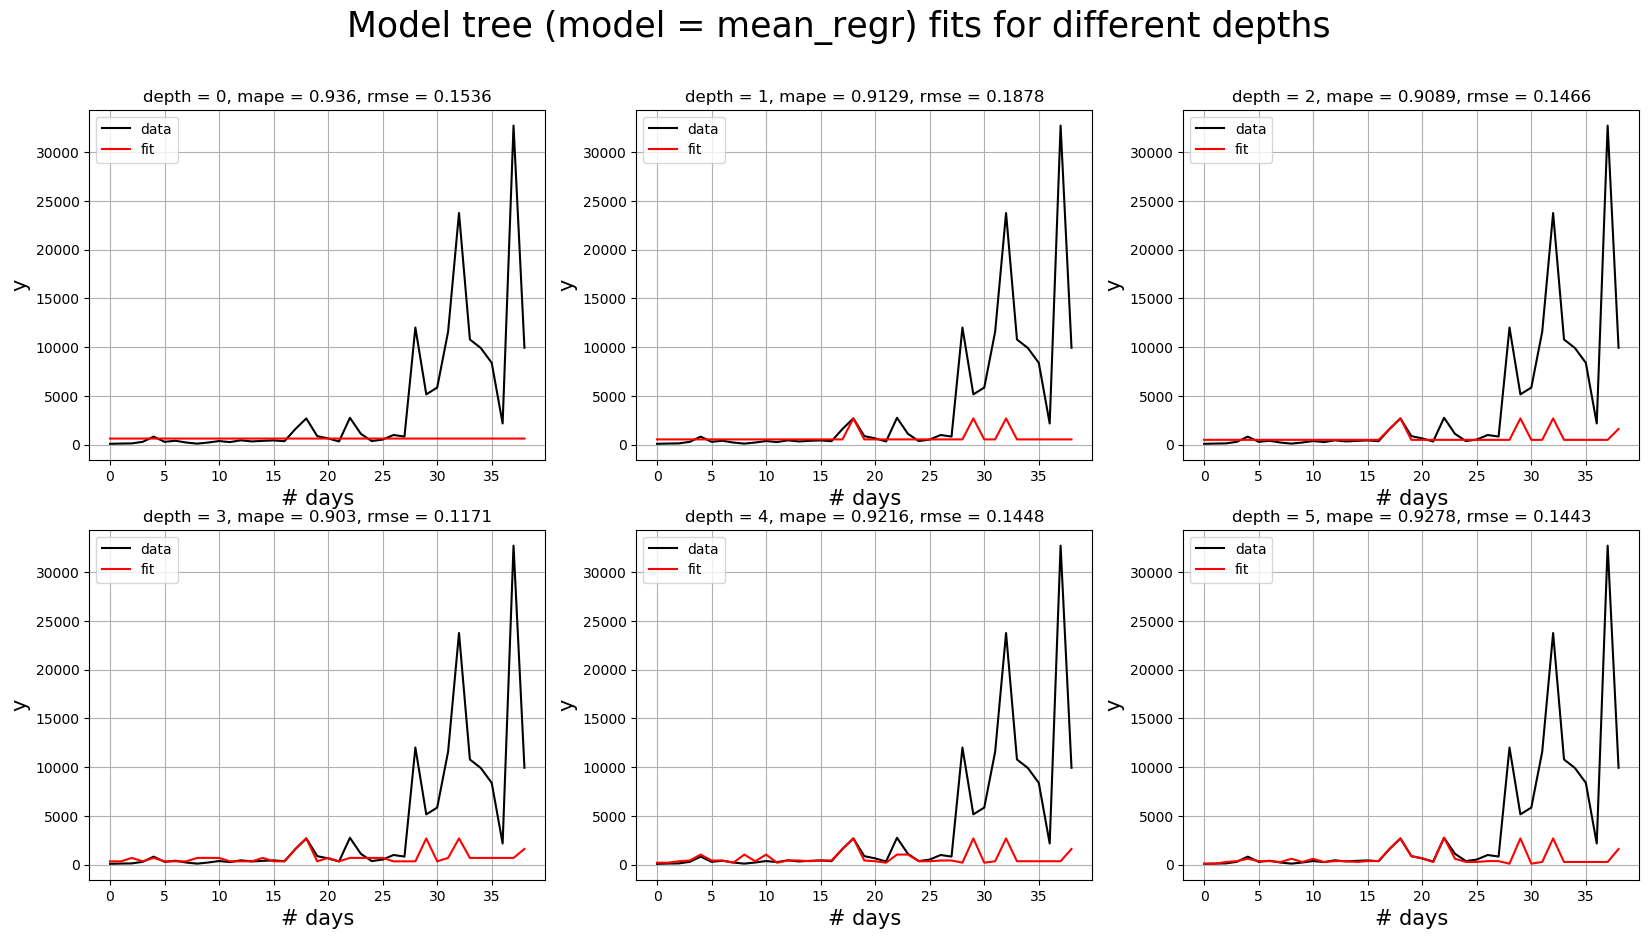 Model tree (model = mean_regr) fits for different depths
depth = 0, mape = 0.936, rmse = 0.1536
data
fit
30000
25000
20000
15000
10000
5000
0
y
0 5 10 15 20 25 30 35
# days
depth = 1, mape = 0.9129, rmse = 0.1878
data
fit
30000
25000
20000
15000
10000
5000
0
y
0 5 10 15 20 25 30 35
# days
depth = 2, mape = 0.9089, rmse = 0.1466
data
fit
30000
25000
20000
15000
10000
5000
0
y
0 5 10 15 20 25 30 35
# days
depth = 3, mape = 0.903, rmse = 0.1171
data
fit
30000
25000
20000
15000
10000
5000
0
y
0 5 10 15 20 25 30 35
# days
depth = 4, mape = 0.9216, rmse = 0.1448
data
fit
30000
25000
20000
15000
10000
5000
0
y
0 5 10 15 20 25 30 35
# days
depth = 5, mape = 0.9278, rmse = 0.1443
data
fit
30000
25000
20000
15000
10000
5000
0
y
0 5 10 15 20 25 30 35
# days